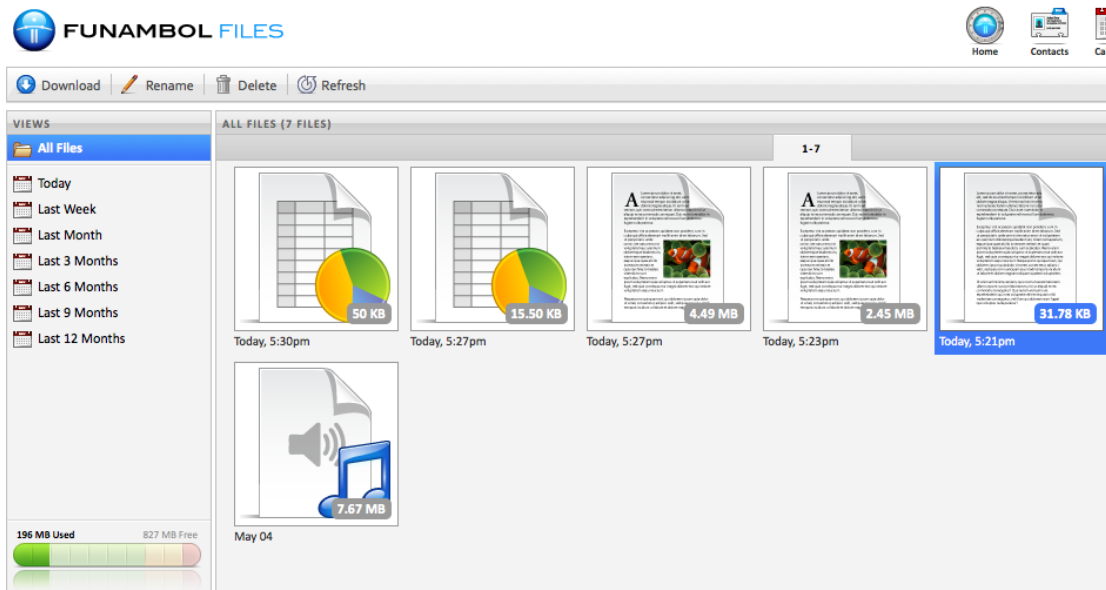 FUNAMBOL FILES
Home
Contacts
Ca
Download
Rename
Delete
Refresh
VIEWS
ALL FILES (7 FILES)
All Files
1-7
Today
Last Week
Last Month
Last 3 Months
Last 6 Months
Last 9 Months
Last 12 Months
50 KB
15.50 KB
4.49 MB
2.45 MB
31.78 KB
Today, 5:30pm
Today, 5:27pm
Today, 5:27pm
Today, 5:23pm
Today, 5:21pm
7.67 MB
May 04
196 MB Used
827 MB Free